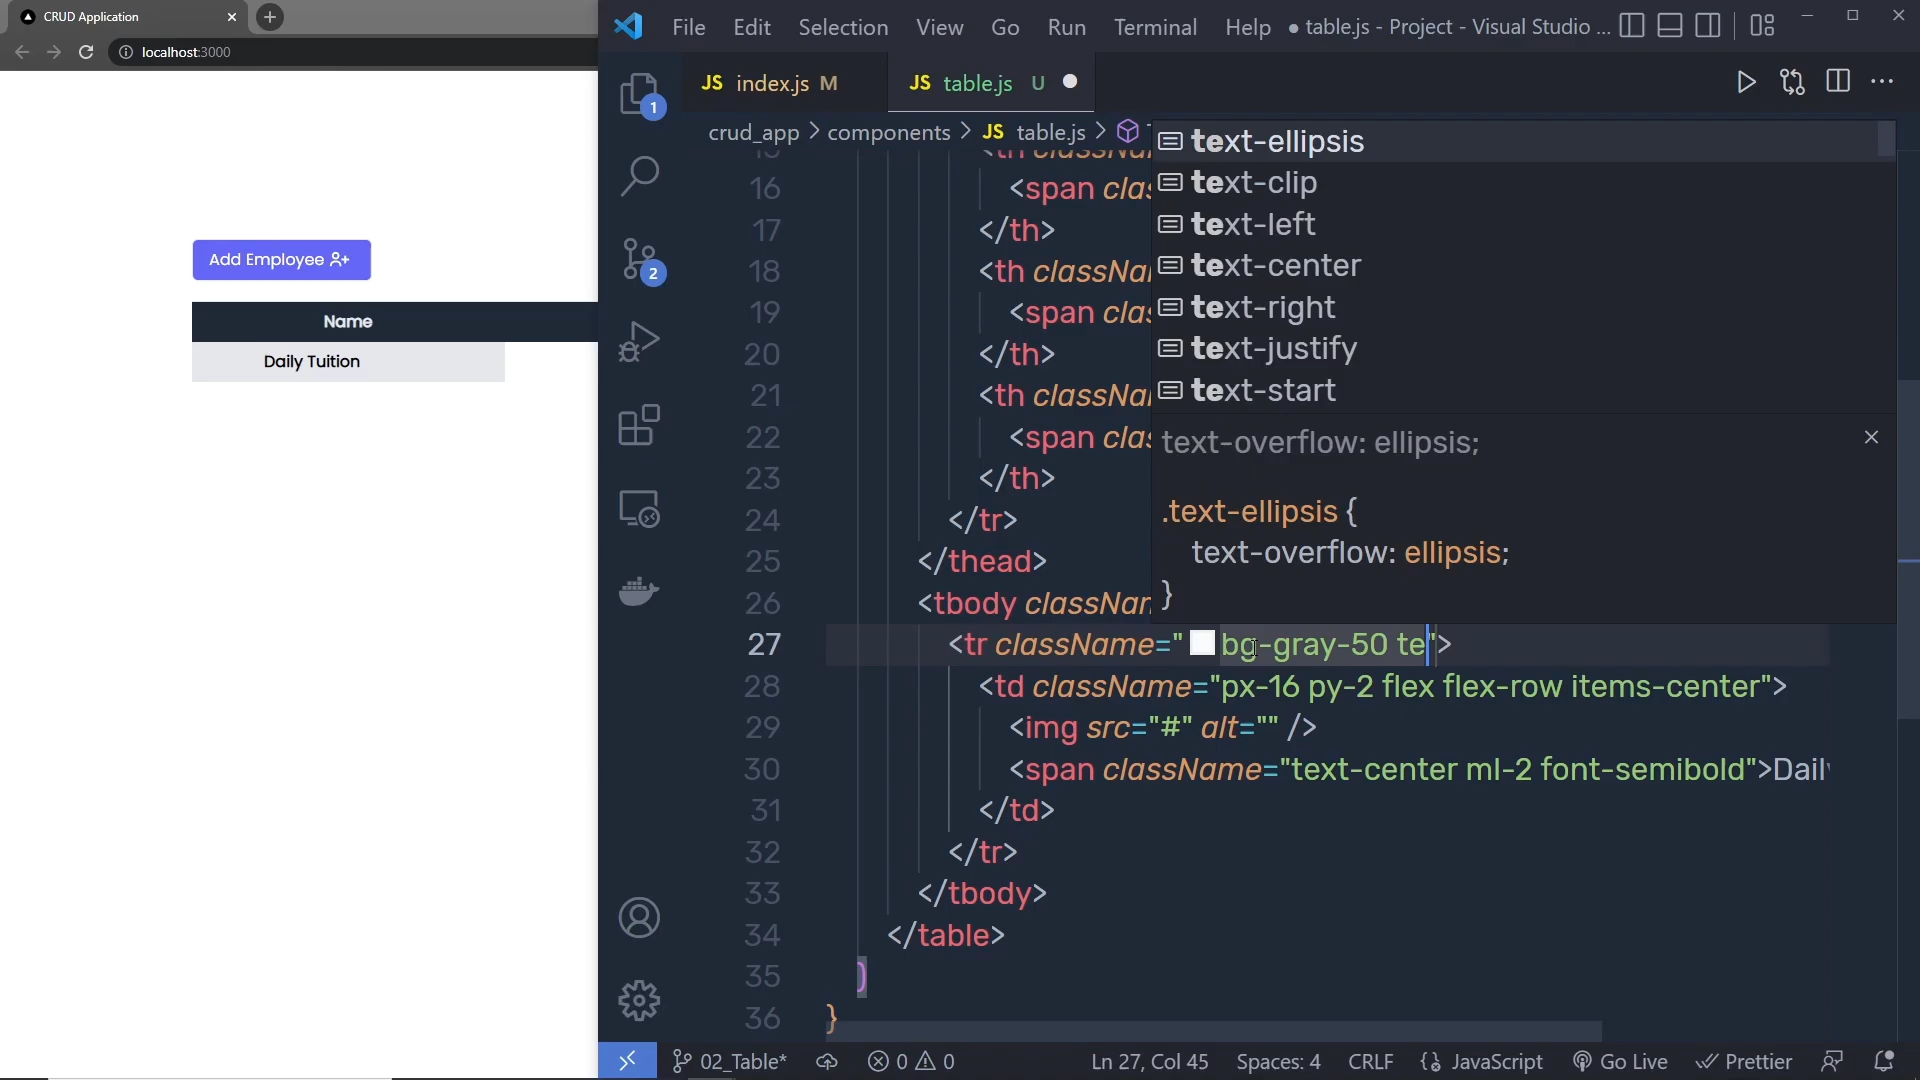 CRUD Application
localhost:3000
Add Employee
Name
Daily Tuition
File Edit Selection View Go Run Terminal Help
● table.js - Project - Visual Studio ...
JS index.js M
JS table.js U
crud_app > components > JS table.js >
1
2
16 <span clas
17 </th>
18 <th classNa
19 <span clas
20 </th>
21 <th classNa
22 <span clas
23 </th>
24 </tr>
25 </thead>
26 <tbody classNam
27 <tr className="bg-gray-50 te">
28 <td className="px-16 py-2 flex flex-row items-center">
29 <img src="#" alt="" />
30 <span className="text-center ml-2 font-semibold">Daily
31 </td>
32 </tr>
33 </tbody>
34 </table>
35 )
36 }
text-ellipsis
text-clip
text-left
text-center
text-right
text-justify
text-start
text-overflow: ellipsis;
.text-ellipsis {
text-overflow: ellipsis;
}
02_Table* 0 0 Ln 27, Col 45 Spaces: 4 CRLF {} JavaScript Go Live Prettier